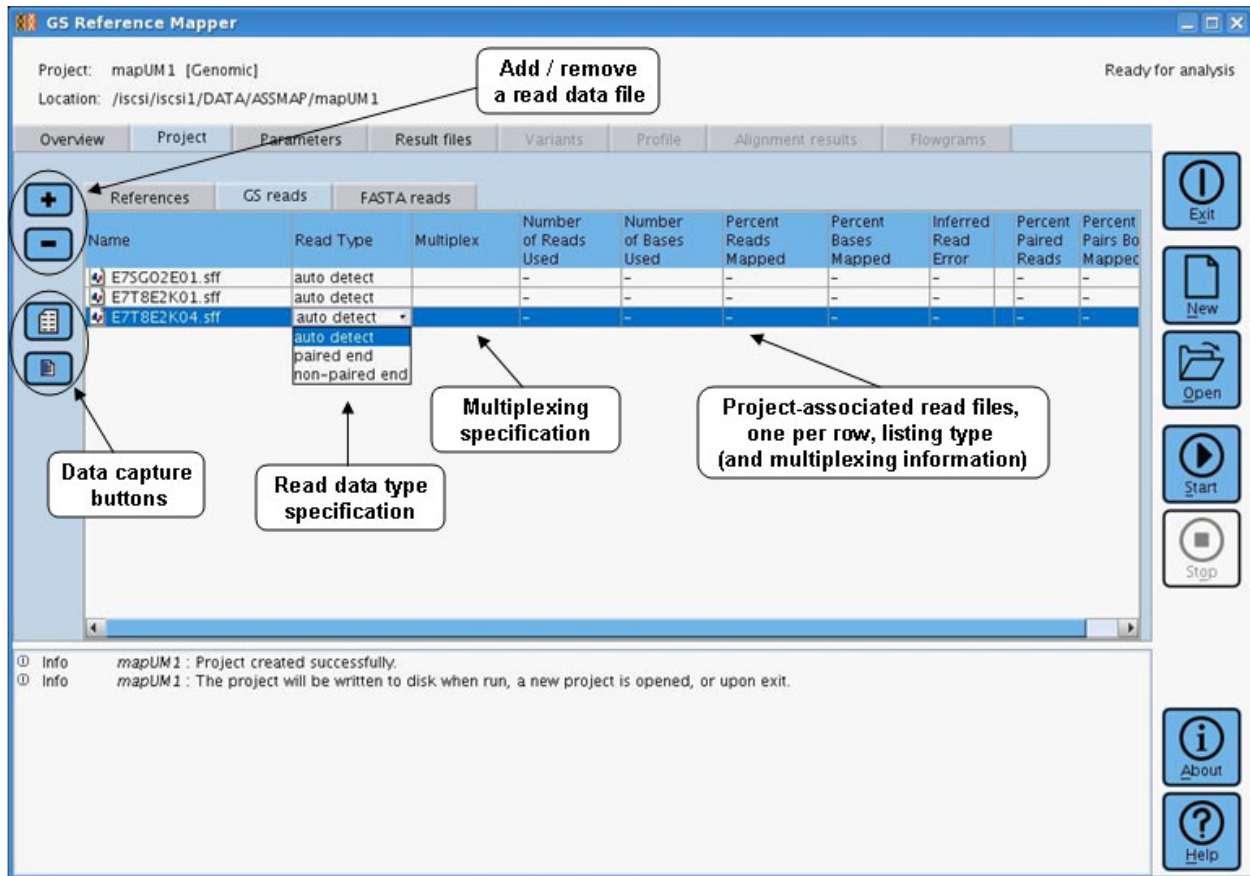 GS Reference Mapper
Project: mapUM1 [Genomic]
Ready for analysis
Location: /iscsi/iscsi1/DATA/ASSMAP/mapUM1
Add / remove
a read data file
Overview Project Parameters Result files Variants Profile Alignment results Flowgrams
References GS reads FASTA reads
Name Read Type Multiplex
Number
of Reads
Used
Number
of Bases
Used
Percent
Reads
Mapped
Percent
Bases
Mapped
Inferred
Read
Error
Percent
Paired
Reads
Percent
Pairs Bo
Mapped
E7SGO2E01.sff auto detect - - - - - - -
E7T8E2K01.sff auto detect - - - - - - -
E7T8E2K04.sff auto detect - - - - - - -
auto detect
paired end
non-paired end
Data capture
buttons
Read data type
specification
Multiplexing
specification
Project-associated read files,
one per row, listing type
(and multiplexing information)
Exit
New
Open
Start
Stop
About
Help
Info mapUM1 : Project created successfully.
Info mapUM1 : The project will be written to disk when run, a new project is opened, or upon exit.